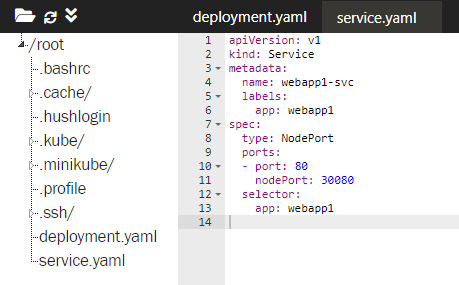 deployment.yaml service.yaml
/root
.bashrc
.cache/
.hushlogin
.kube/
.minikube/
.profile
.ssh/
deployment.yaml
service.yaml
1 apiVersion: v1
2 kind: Service
3 metadata:
4   name: webapp1-svc
5   labels:
6     app: webapp1
7 spec:
8   type: NodePort
9   ports:
10   - port: 80
11     nodePort: 30080
12   selector:
13     app: webapp1
14